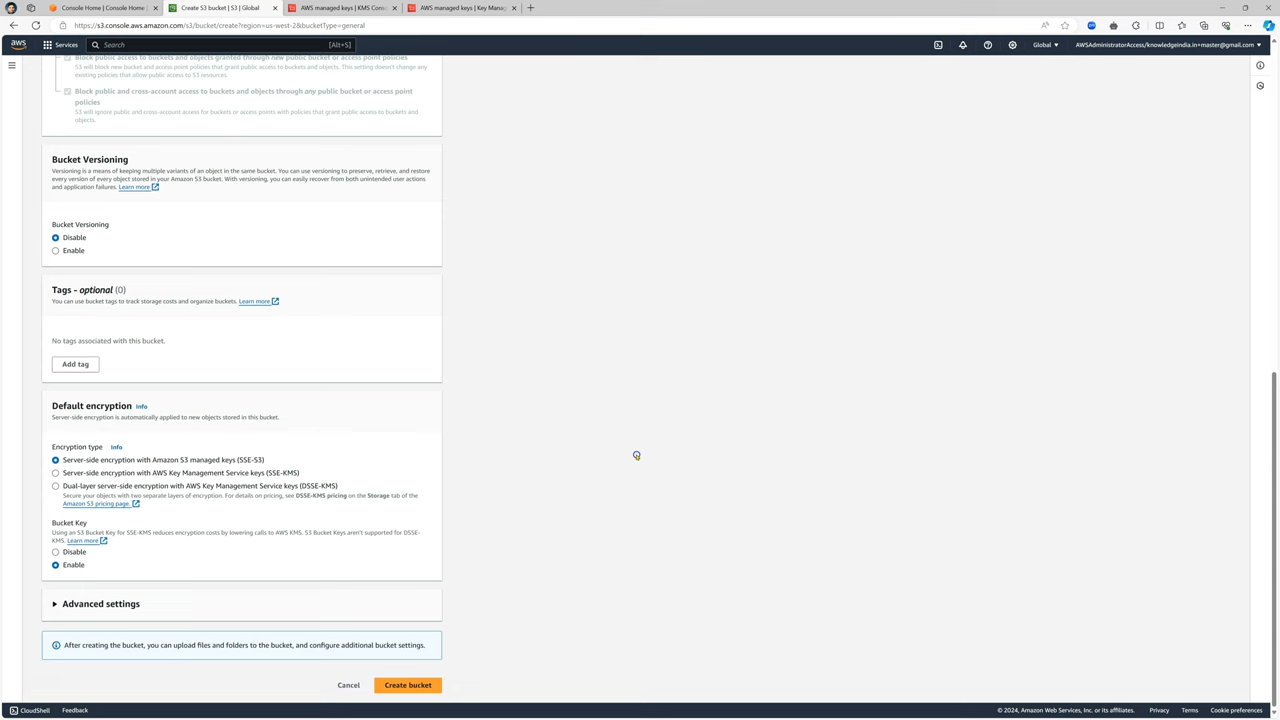 Console Home | Console Home |
Create S3 bucket | S3 | Global
AWS managed keys | KMS Cons
AWS managed keys | Key Mana
https://s3.console.aws.amazon.com/s3/bucket/create?region=us-west-2&bucketType=general
aws
Services
Search
[Alt+S]
Global
AWSAdministratorAccess/knowledgeindia.in+master@gmail.com
Block public access to buckets and objects granted through new public bucket or access point policies
S3 will block new bucket and access point policies that grant public access to buckets and objects. This setting doesn't change any
existing policies that allow public access to S3 resources.
Block public and cross-account access to buckets and objects through any public bucket or access point
policies
S3 will ignore public and cross-account access for buckets or access points with policies that grant public access to buckets and
objects.
Bucket Versioning
Versioning is a means of keeping multiple variants of an object in the same bucket. You can use versioning to preserve, retrieve, and restore
every version of every object stored in your Amazon S3 bucket. With versioning, you can easily recover from both unintended user actions
and application failures. Learn more
Bucket Versioning
Disable
Enable
Tags - optional (0)
You can use bucket tags to track storage costs and organize buckets. Learn more
No tags associated with this bucket.
Add tag
Default encryption Info
Server-side encryption is automatically applied to new objects stored in this bucket.
Encryption type Info
Server-side encryption with Amazon S3 managed keys (SSE-S3)
Server-side encryption with AWS Key Management Service keys (SSE-KMS)
Dual-layer server-side encryption with AWS Key Management Service keys (DSSE-KMS)
Secure your objects with two separate layers of encryption. For details on pricing, see DSSE-KMS pricing on the Storage tab of the
Amazon S3 pricing page.
Bucket Key
Using an S3 Bucket Key for SSE-KMS reduces encryption costs by lowering calls to AWS KMS. S3 Bucket Keys aren't supported for DSSE-
KMS. Learn more
Disable
Enable
Advanced settings
After creating the bucket, you can upload files and folders to the bucket, and configure additional bucket settings.
Cancel
Create bucket
CloudShell
Feedback
© 2024, Amazon Web Services, Inc. or its affiliates.
Privacy
Terms
Cookie preferences